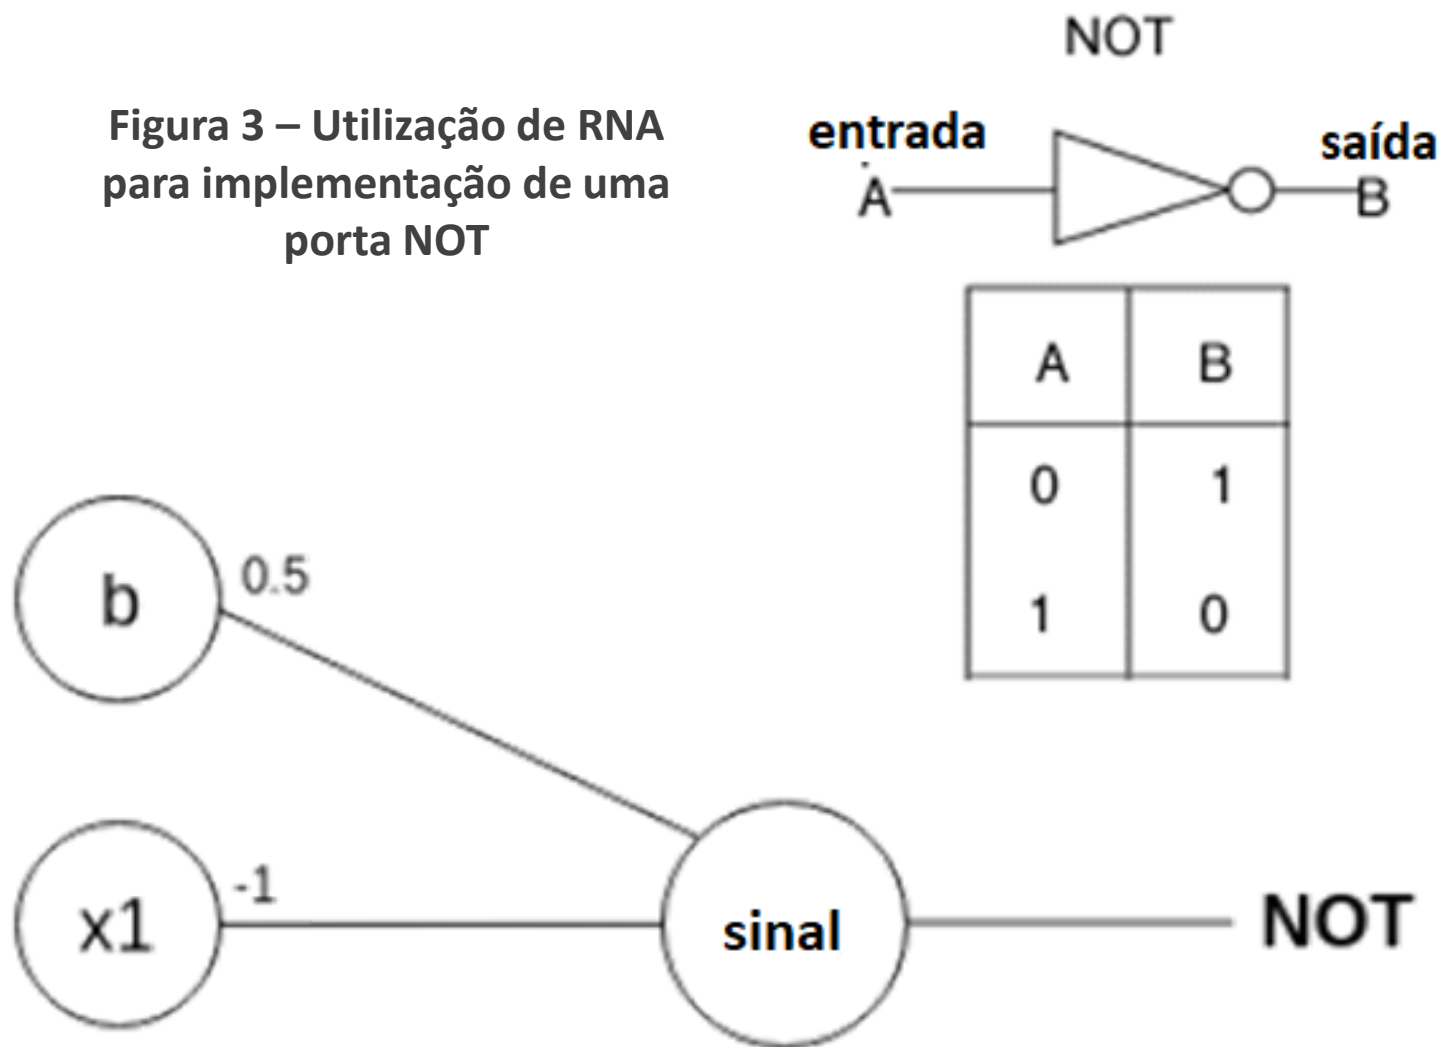 NOT
Figura 3 – Utilização de RNA
para implementação de uma
porta NOT
entrada
saída
A
B
A B
0 1
1 0
b
0.5
x1
-1
sinal
NOT